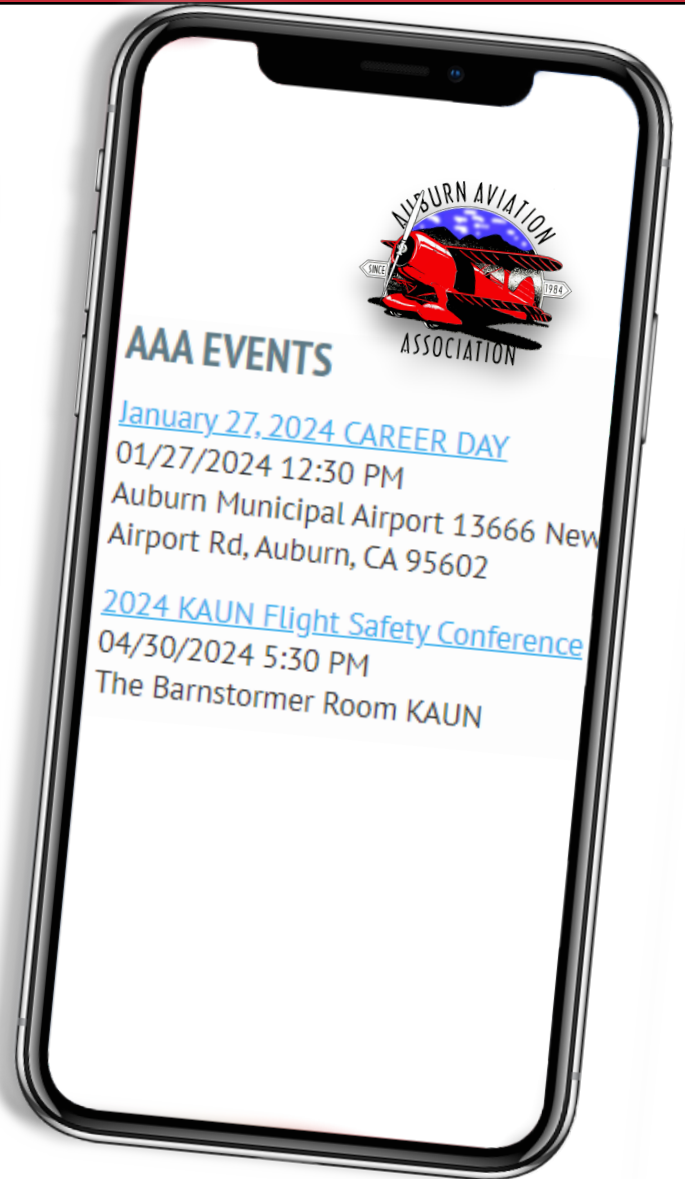 AUBURN AVIATION
SINCE
1984
ASSOCIATION
AAA EVENTS
January 27, 2024 CAREER DAY
01/27/2024 12:30 PM
Auburn Municipal Airport 13666 New
Airport Rd, Auburn, CA 95602
2024 KAUN Flight Safety Conference
04/30/2024 5:30 PM
The Barnstormer Room KAUN